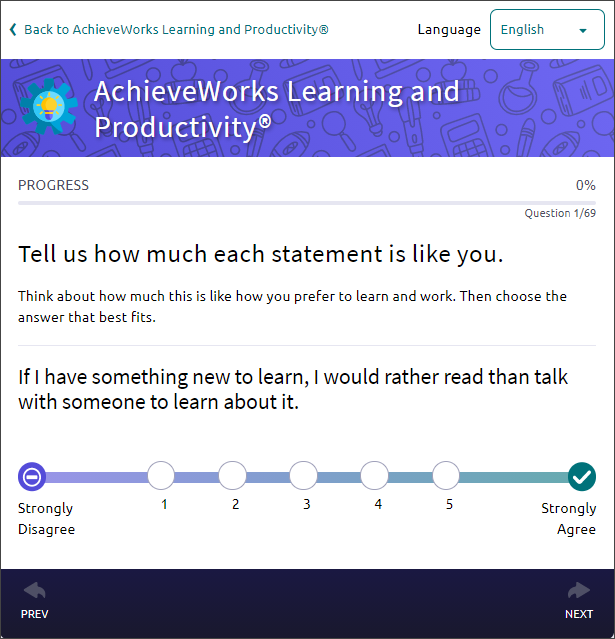 Back to AchieveWorks Learning and Productivity®
Language
English
AchieveWorks Learning and
Productivity®
PROGRESS
0%
Question 1/69
Tell us how much each statement is like you.
Think about how much this is like how you prefer to learn and work. Then choose the
answer that best fits.
If I have something new to learn, I would rather read than talk
with someone to learn about it.
Strongly
Disagree
1
2
3
4
5
Strongly
Agree
PREV
NEXT